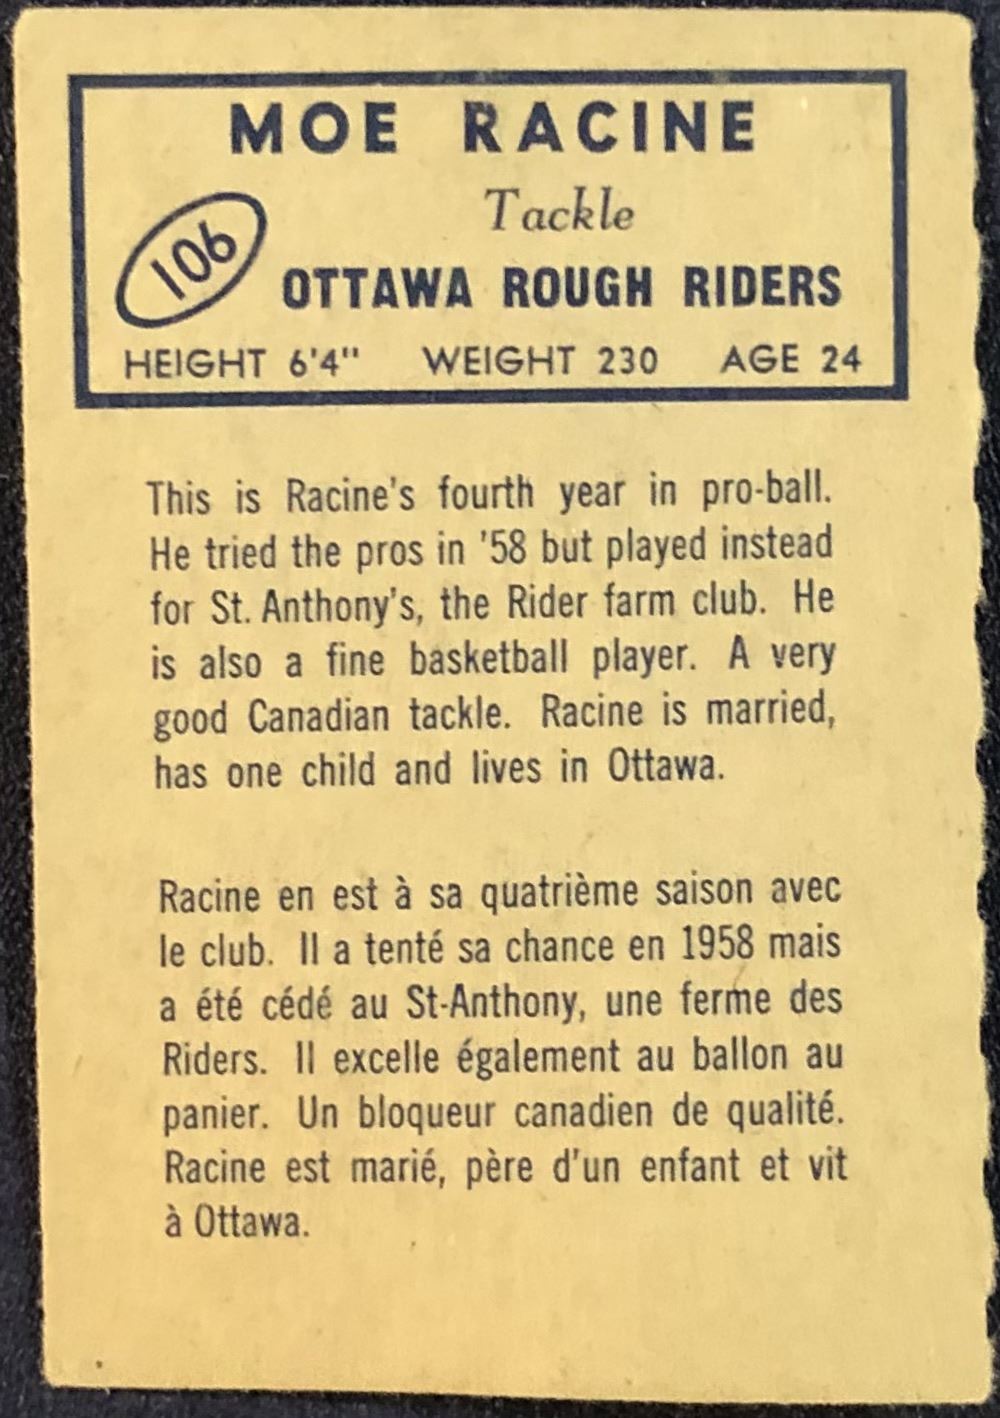 MOE RACINE
Tackle
106
OTTAWA ROUGH RIDERS
HEIGHT 6'4" WEIGHT 230 AGE 24
This is Racine's fourth year in pro-ball.
He tried the pros in '58 but played instead
for St. Anthony's, the Rider farm club. He
is also a fine basketball player. A very
good Canadian tackle. Racine is married,
has one child and lives in Ottawa.
Racine en est à sa quatrième saison avec
le club. Il a tenté sa chance en 1958 mais
a été cédé au St-Anthony, une ferme des
Riders. Il excelle également au ballon au
panier. Un bloqueur canadien de qualité.
Racine est marié, père d'un enfant et vit
à Ottawa.